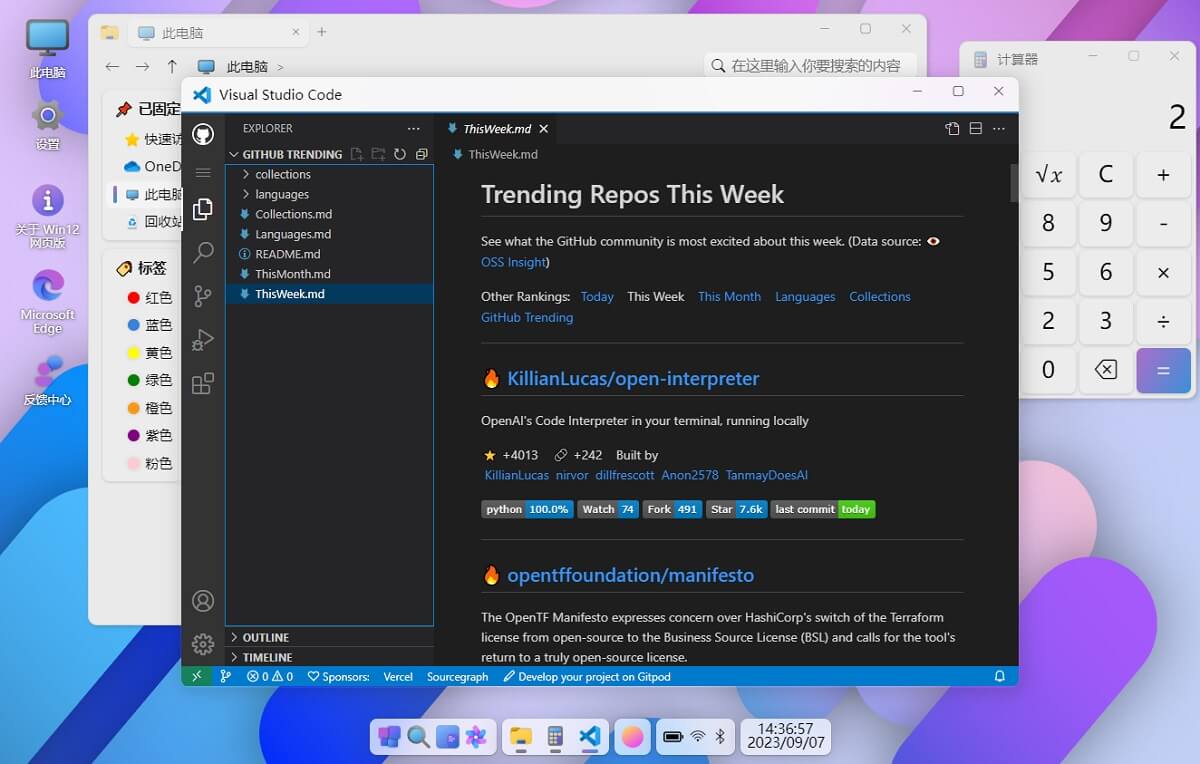 此电脑
设置
关于 Win12
网页版
Microsoft
Edge
反馈中心
此电脑
此电脑 >
在这里输入你要搜索的内容
已固定
快速访
OneD
此电脑
回收站
标签
红色
蓝色
黄色
绿色
橙色
紫色
粉色
计算器
2
√x C +
8 9 -
5 6 ×
2 3 ÷
0 =
Visual Studio Code
EXPLORER
GITHUB TRENDING
collections
languages
Collections.md
Languages.md
README.md
ThisMonth.md
ThisWeek.md
OUTLINE
TIMELINE
ThisWeek.md
ThisWeek.md
Trending Repos This Week
See what the GitHub community is most excited about this week. (Data source:
OSS Insight)
Other Rankings: Today This Week This Month Languages Collections
GitHub Trending
KillianLucas/open-interpreter
OpenAI's Code Interpreter in your terminal, running locally
+4013 +242 Built by
KillianLucas nirvor dillfrescott Anon2578 TanmayDoesAI
python 100.0% Watch 74 Fork 491 Star 7.6k last commit today
opentffoundation/manifesto
The OpenTF Manifesto expresses concern over HashiCorp's switch of the Terraform
license from open-source to the Business Source License (BSL) and calls for the tool's
return to a truly open-source license.
0 0 Sponsors: Vercel Sourcegraph Develop your project on Gitpod
14:36:57
2023/09/07